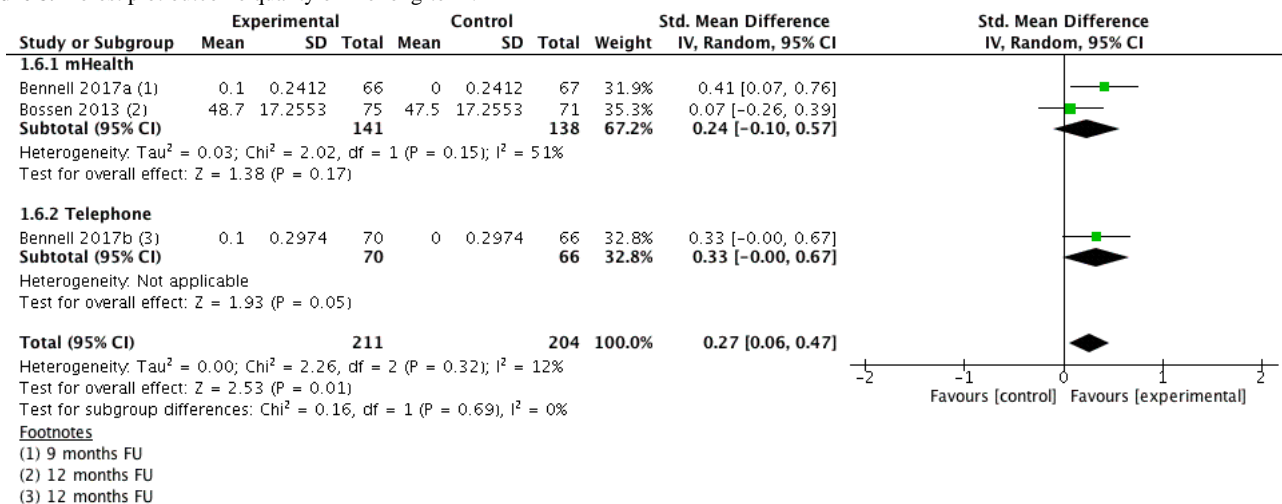 Experimental Control Std. Mean Difference Std. Mean Difference
Study or Subgroup Mean SD Total Mean SD Total Weight IV, Random, 95% CI IV, Random, 95% CI
1.6.1 mHealth
Bennell 2017a (1) 0.1 0.2412 66 0 0.2412 67 31.9% 0.41 [0.07, 0.76]
Bossen 2013 (2) 48.7 17.2553 75 47.5 17.2553 71 35.3% 0.07 [-0.26, 0.39]
Subtotal (95% CI) 141 138 67.2% 0.24 [-0.10, 0.57]
Heterogeneity: Tau² = 0.03; Chi² = 2.02, df = 1 (P = 0.15); I² = 51%
Test for overall effect: Z = 1.38 (P = 0.17)
1.6.2 Telephone
Bennell 2017b (3) 0.1 0.2974 70 0 0.2974 66 32.8% 0.33 [-0.00, 0.67]
Subtotal (95% CI) 70 66 32.8% 0.33 [-0.00, 0.67]
Heterogeneity: Not applicable
Test for overall effect: Z = 1.93 (P = 0.05)
Total (95% CI) 211 204 100.0% 0.27 [0.06, 0.47]
Heterogeneity: Tau² = 0.00; Chi² = 2.26, df = 2 (P = 0.32); I² = 12%
Test for overall effect: Z = 2.53 (P = 0.01)
Test for subgroup differences: Chi² = 0.16, df = 1 (P = 0.69), I² = 0%
-2 -1 0 1 2
Favours [control] Favours [experimental]
Footnotes
(1) 9 months FU
(2) 12 months FU
(3) 12 months FU